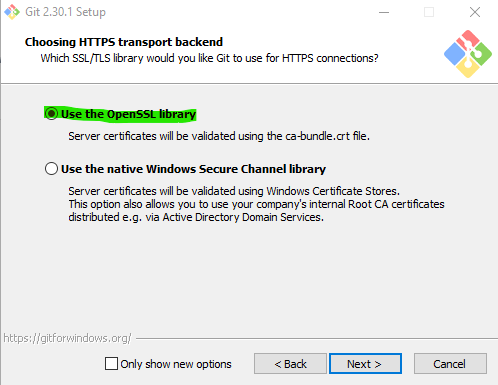 Git 2.30.1 Setup
Choosing HTTPS transport backend
Which SSL/TLS library would you like Git to use for HTTPS connections?
Use the OpenSSL library
Server certificates will be validated using the ca-bundle.crt file.
Use the native Windows Secure Channel library
Server certificates will be validated using Windows Certificate Stores.
This option also allows you to use your company's internal Root CA certificates
distributed e.g. via Active Directory Domain Services.
https://gitforwindows.org/
Only show new options
< Back
Next >
Cancel